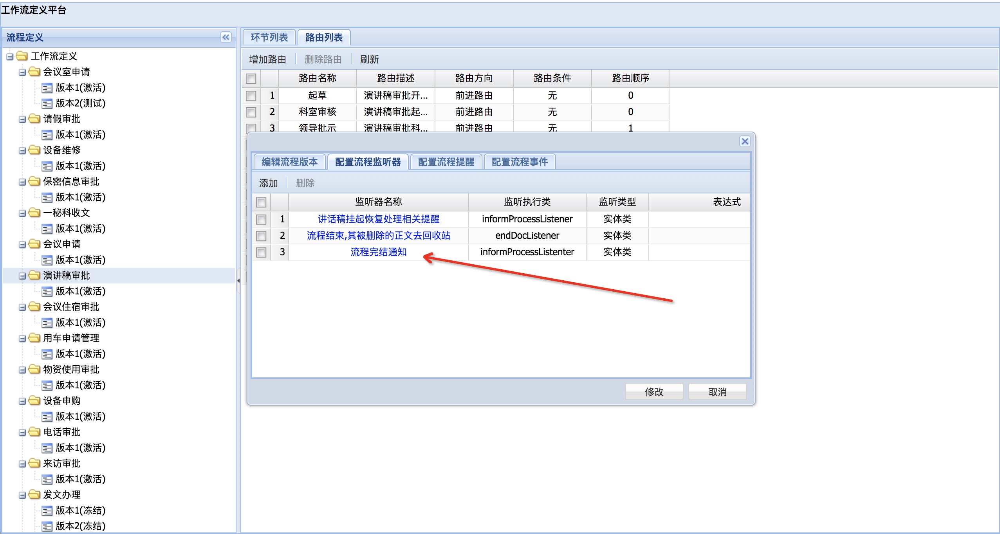 工作流定义平台
流程定义
工作流定义
会议室申请
版本1(激活)
版本2(测试)
请假审批
版本1(激活)
设备维修
版本1(激活)
保密信息审批
版本1(激活)
一秘科收文
版本1(激活)
会议申请
版本1(激活)
演讲稿审批
版本1(激活)
会议住宿审批
版本1(激活)
用车申请管理
版本1(激活)
物资使用审批
版本1(激活)
设备申购
版本1(激活)
电话审批
版本1(激活)
来访审批
版本1(激活)
发文办理
版本1(冻结)
版本2(冻结)
环节列表 路由列表
增加路由 删除路由 刷新
路由名称 路由描述 路由方向 路由条件 路由顺序
1 起草 演讲稿审批开... 前进路由 无 0
2 科室审核 演讲稿审批起... 前进路由 无 0
3 领导批示 演讲稿审批科... 前进路由 无 1
编辑流程版本 配置流程监听器 配置流程提醒 配置流程事件
添加 删除
监听器名称 监听执行类 监听类型 表达式
1 讲话稿挂起恢复处理相关提醒 informProcessListener 实体类
2 流程结束,其被删除的正文去回收站 endDocListener 实体类
3 流程完结通知 informProcessListenter 实体类
修改 取消